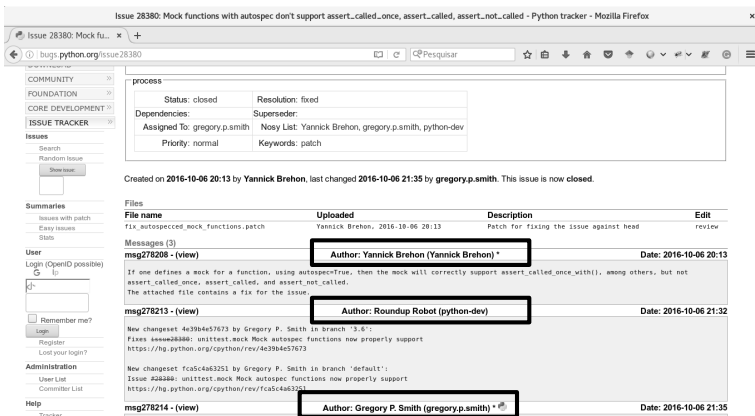 Issue 28380: Mock functions with autospec don't support assert_called_once, assert_called, assert_not_called - Python tracker - Mozilla Firefox
Issue 28380: Mock fu...
bugs.python.org/issue28380
Pesquisar
COMMUNITY
FOUNDATION
CORE DEVELOPMENT
ISSUE TRACKER
Issues
Search
Random Issue
Show issue
Summaries
Issues with patch
Easy issues
Stats
User
Login (OpenID possible)
Remember me?
Login
Register
Lost your login?
Administration
User List
Committer List
Help
Tracker
process
Status: closed Resolution: fixed
Dependencies: Superseder:
Assigned To: gregory.p.smith Nosy List: Yannick Brehon, gregory.p.smith, python-dev
Priority: normal Keywords: patch
Created on 2016-10-06 20:13 by Yannick Brehon, last changed 2016-10-06 21:35 by gregory.p.smith. This issue is now closed.
Files
File name Uploaded Description Edit
fix_autospecced_mock_functions.patch Yannick Brehon, 2016-10-06 20:13 Patch for fixing the issue against head review
Messages (3)
msg278208 - (view) Author: Yannick Brehon (Yannick Brehon) * Date: 2016-10-06 20:13
If one defines a mock for a function, using autospec=True, then the mock will correctly support assert_called_once_with(), among others, but not
assert_called_once, assert_called, and assert_not_called.
The attached file contains a fix for the issue.
msg278213 - (view) Author: Roundup Robot (python-dev) Date: 2016-10-06 21:32
New changeset 4e39b4e57673 by Gregory P. Smith in branch '3.6':
Fixes issue28380: unittest.mock Mock autospec functions now properly support
https://hg.python.org/cpython/rev/4e39b4e57673
New changeset fca5c4a63251 by Gregory P. Smith in branch 'default':
Issue #28380: unittest.mock Mock autospec functions now properly support
https://hg.python.org/cpython/rev/fca5c4a63251
msg278214 - (view) Author: Gregory P. Smith (gregory.p.smith) * Date: 2016-10-06 21:35